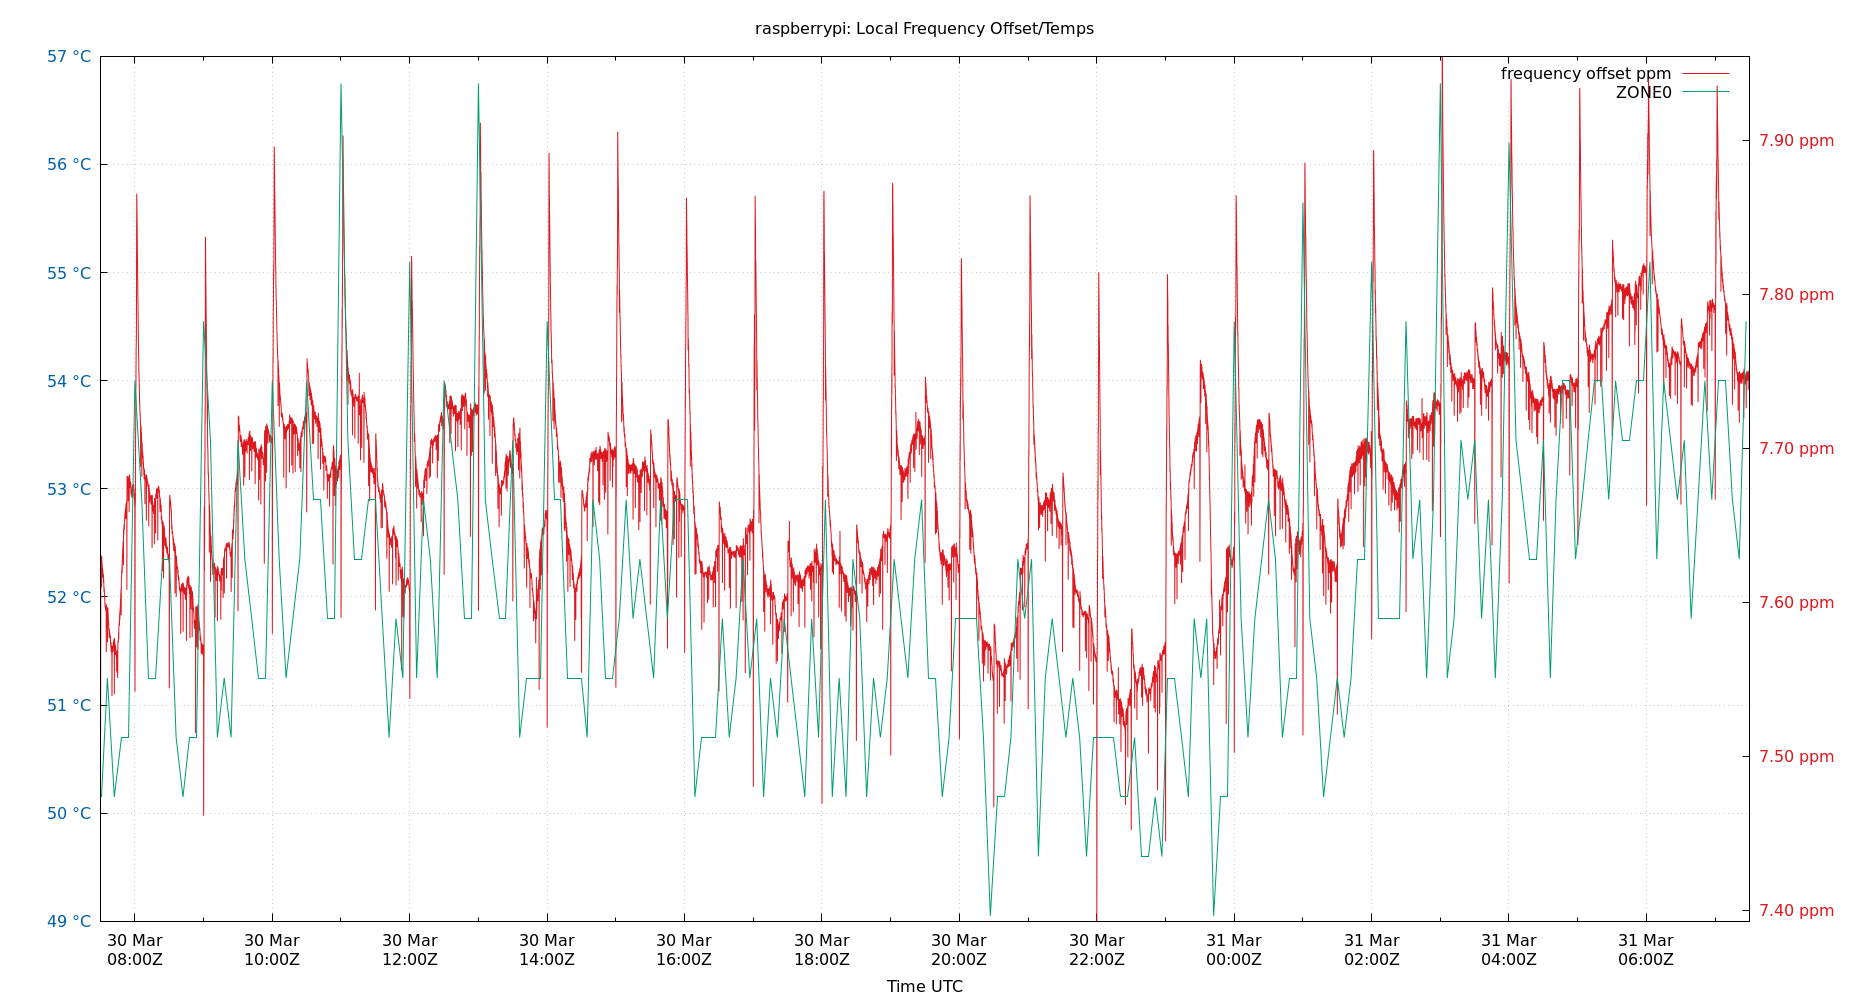 raspberrypi: Local Frequency Offset/Temps
57 °C
56 °C
55 °C
54 °C
53 °C
52 °C
51 °C
50 °C
49 °C
frequency offset ppm
ZONE0
7.90 ppm
7.80 ppm
7.70 ppm
7.60 ppm
7.50 ppm
7.40 ppm
30 Mar 30 Mar 30 Mar 30 Mar 30 Mar 30 Mar 30 Mar 30 Mar 31 Mar 31 Mar 31 Mar 31 Mar
08:00Z 10:00Z 12:00Z 14:00Z 16:00Z 18:00Z 20:00Z 22:00Z 00:00Z 02:00Z 04:00Z 06:00Z
Time UTC